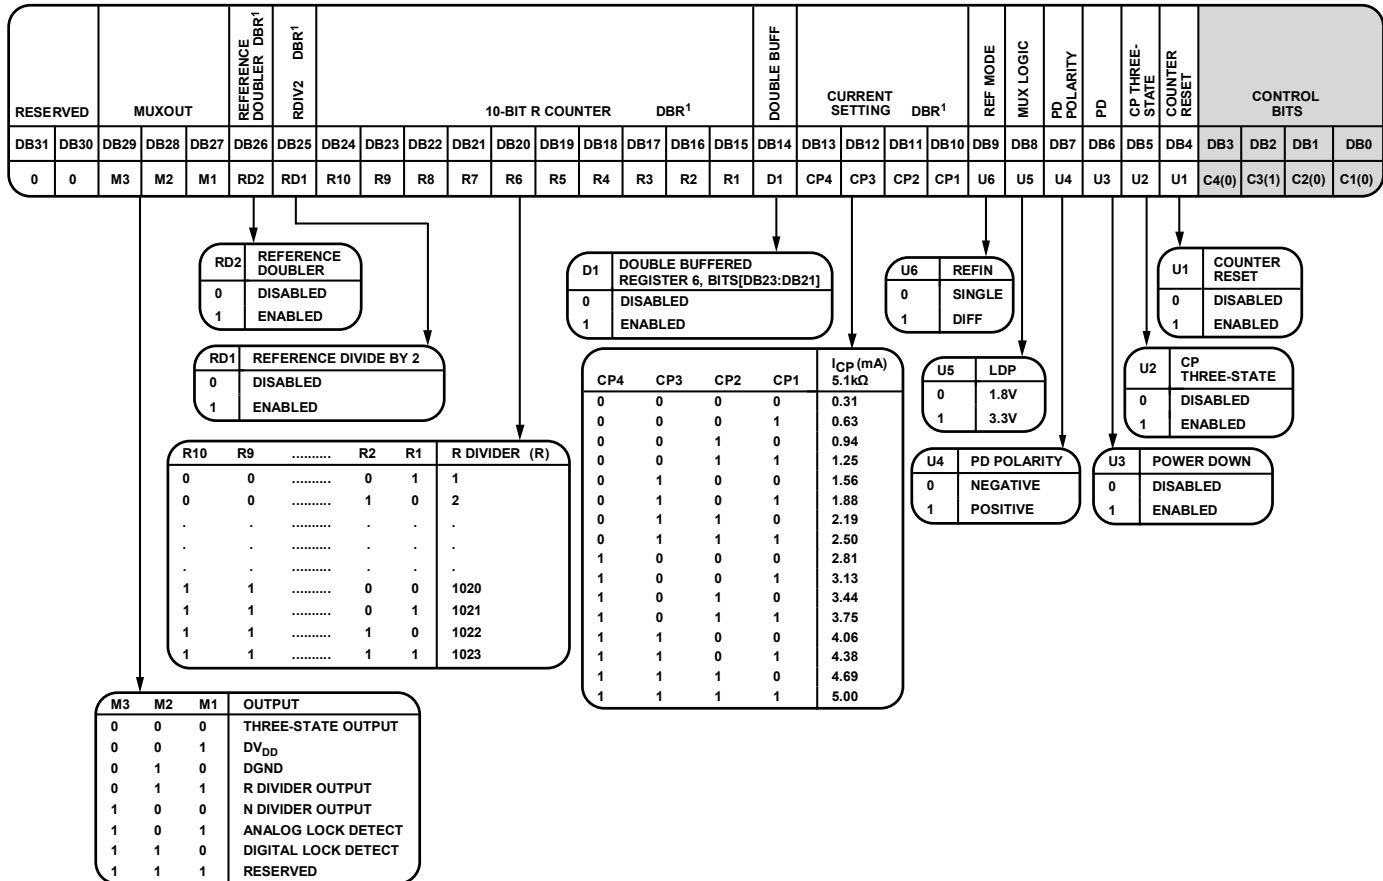 RESERVED MUXOUT REFERENCE DOUBLER DBR1 RDIV2 DBR1 10-BIT R COUNTER DBR1 DOUBLE BUFF CURRENT SETTING DBR1 REF MODE MUX LOGIC PD POLARITY PD CP THREE-STATE COUNTER RESET CONTROL BITS
DB31 DB30 DB29 DB28 DB27 DB26 DB25 DB24 DB23 DB22 DB21 DB20 DB19 DB18 DB17 DB16 DB15 DB14 DB13 DB12 DB11 DB10 DB9 DB8 DB7 DB6 DB5 DB4 DB3 DB2 DB1 DB0
0 0 M3 M2 M1 RD2 RD1 R10 R9 R8 R7 R6 R5 R4 R3 R2 R1 D1 CP4 CP3 CP2 CP1 U6 U5 U4 U3 U2 U1 C4(0) C3(1) C2(0) C1(0)
RD2 REFERENCE DOUBLER
0 DISABLED
1 ENABLED
RD1 REFERENCE DIVIDE BY 2
0 DISABLED
1 ENABLED
R10 R9 .......... R2 R1 R DIVIDER (R)
0 0 .......... 0 1 1
0 0 .......... 1 0 2
. . .......... . . .
. . .......... . . .
. . .......... . . .
1 1 .......... 0 0 1020
1 1 .......... 0 1 1021
1 1 .......... 1 0 1022
1 1 .......... 1 1 1023
M3 M2 M1 OUTPUT
0 0 0 THREE-STATE OUTPUT
0 0 1 DVDD
0 1 0 DGND
0 1 1 R DIVIDER OUTPUT
1 0 0 N DIVIDER OUTPUT
1 0 1 ANALOG LOCK DETECT
1 1 0 DIGITAL LOCK DETECT
1 1 1 RESERVED
D1 DOUBLE BUFFERED
REGISTER 6, BITS[DB23:DB21]
0 DISABLED
1 ENABLED
ICP (mA)
CP4 CP3 CP2 CP1 5.1kΩ
0 0 0 0 0.31
0 0 0 1 0.63
0 0 1 0 0.94
0 0 1 1 1.25
0 1 0 0 1.56
0 1 0 1 1.88
0 1 1 0 2.19
0 1 1 1 2.50
1 0 0 0 2.81
1 0 0 1 3.13
1 0 1 0 3.44
1 0 1 1 3.75
1 1 0 0 4.06
1 1 0 1 4.38
1 1 1 0 4.69
1 1 1 1 5.00
U6 REFIN
0 SINGLE
1 DIFF
U5 LDP
0 1.8V
1 3.3V
U4 PD POLARITY
0 NEGATIVE
1 POSITIVE
U1 COUNTER RESET
0 DISABLED
1 ENABLED
U2 CP THREE-STATE
0 DISABLED
1 ENABLED
U3 POWER DOWN
0 DISABLED
1 ENABLED